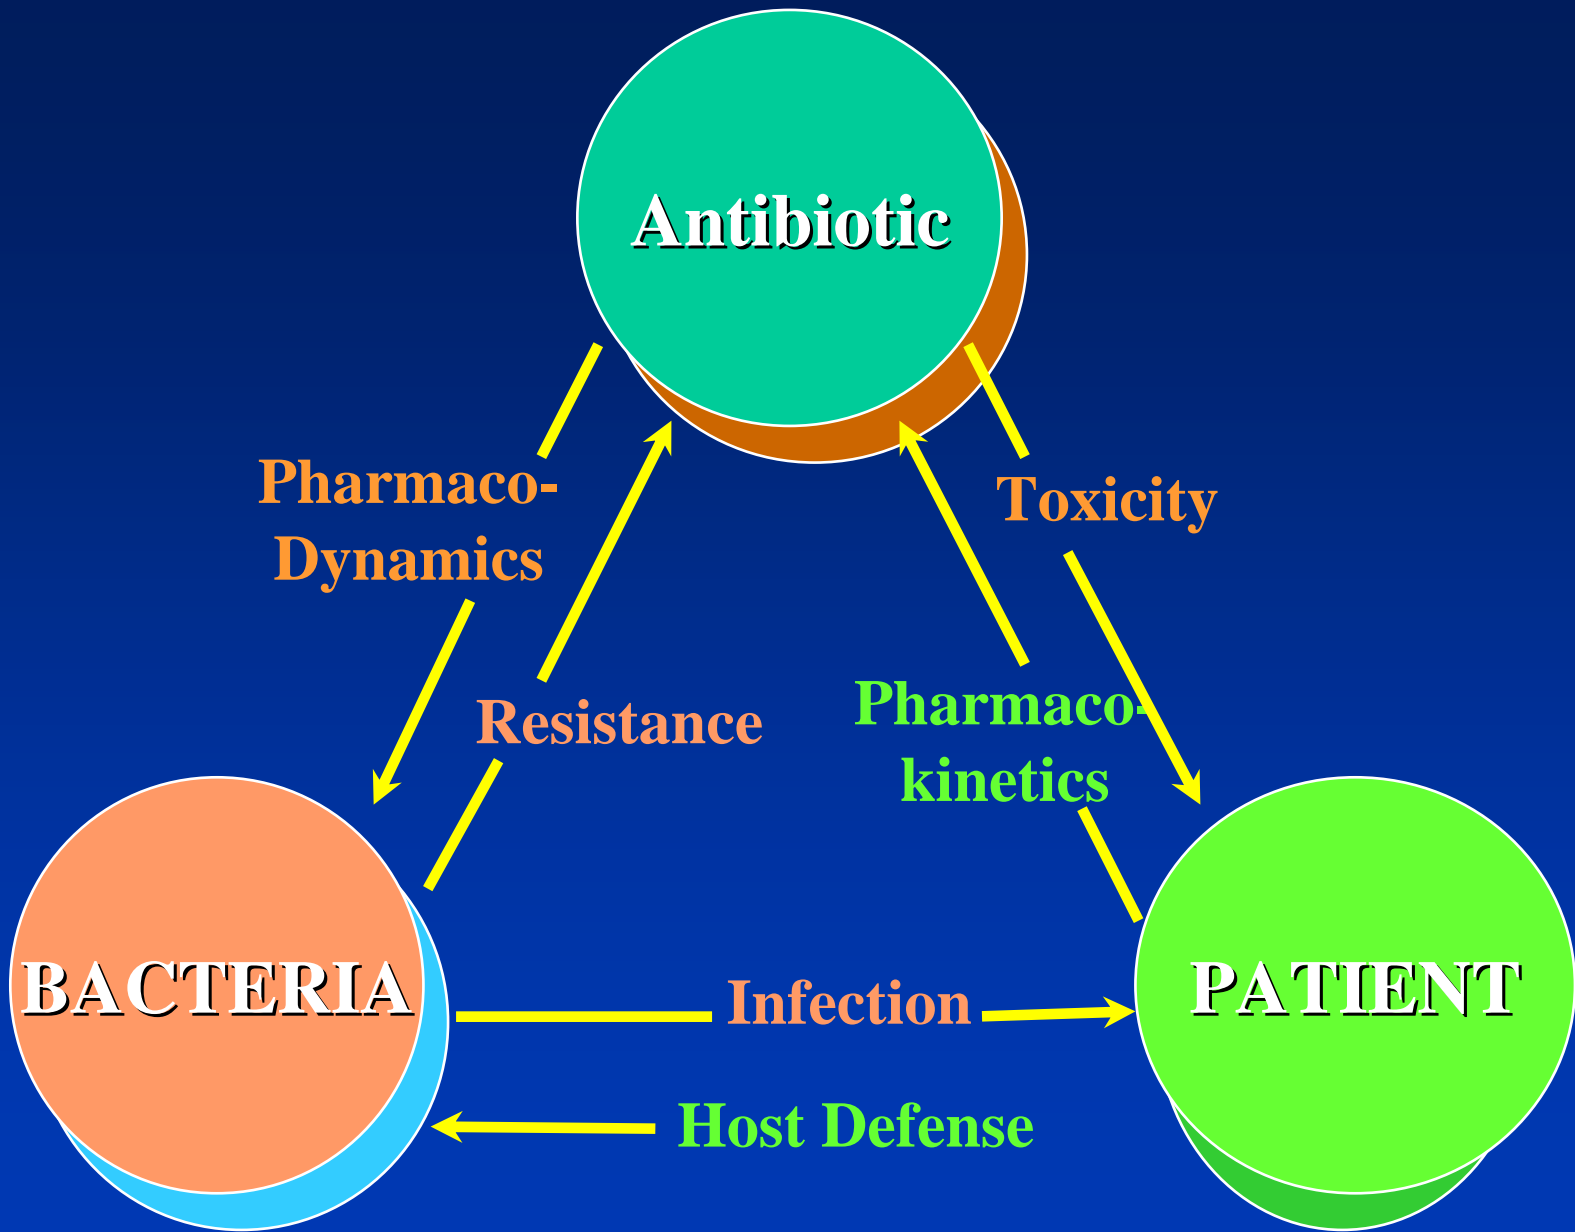 Antibiotic
Pharmaco-
Dynamics
Toxicity
Resistance
Pharmaco-
kinetics
BACTERIA
Infection
PATIENT
Host Defense